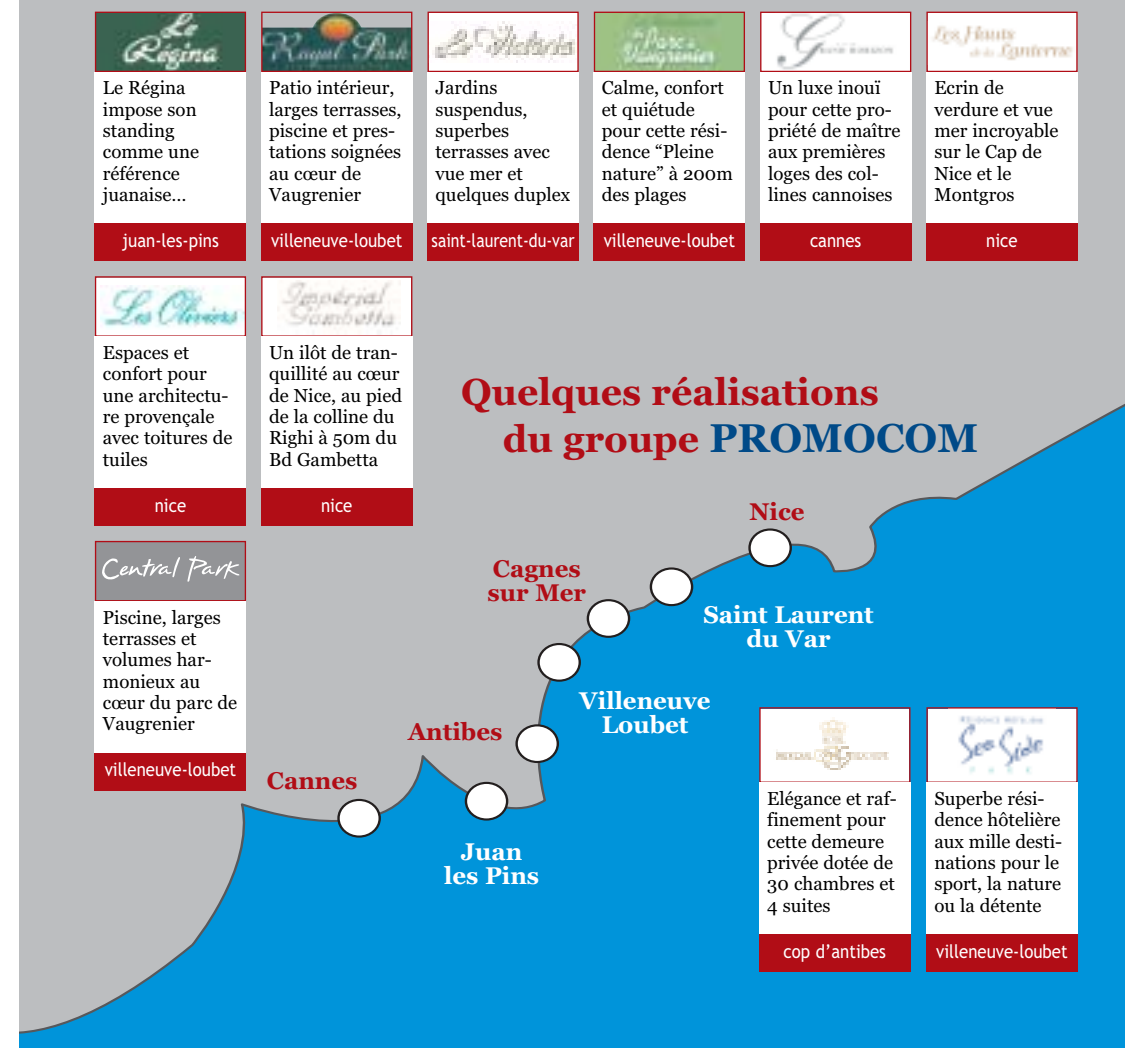 Le
Régina
Le Régina
impose son
standing
comme une
référence
juanaise...
juan-les-pins
Royal Park
Patio intérieur,
larges terrasses,
piscine et pres-
tations soignées
au cœur de
Vaugrenier
villeneuve-loubet
Jardins
suspendus,
superbes
terrasses avec
vue mer et
quelques duplex
saint-laurent-du-var
Parc
Vaugrenier
Calme, confort
et quiétude
pour cette rési-
dence “Pleine
nature” à 200m
des plages
villeneuve-loubet
Un luxe inouï
pour cette pro-
priété de maître
aux premières
loges des col-
lines cannoises
cannes
Les Hauts
de la Lanterne
Ecrin de
verdure et vue
mer incroyable
sur le Cap de
Nice et le
Montgros
nice
Les Oliviers
Espaces et
confort pour
une architectu-
re provençale
avec toitures de
tuiles
nice
Impérial
Gambetta
Un ilôt de tran-
quillité au cœur
de Nice, au pied
de la colline du
Righi à 50m du
Bd Gambetta
nice
Quelques réalisations
du groupe PROMOCOM
Central Park
Piscine, larges
terrasses et
volumes har-
monieux au
cœur du parc de
Vaugrenier
villeneuve-loubet
Nice
Cagnes
sur Mer
Saint Laurent
du Var
Villeneuve
Loubet
Antibes
Cannes
Juan
les Pins
Elégance et raf-
finement pour
cette demeure
privée dotée de
30 chambres et
4 suites
cop d’antibes
Sea Side
PARK
Superbe rési-
dence hôtelière
aux mille desti-
nations pour le
sport, la nature
ou la détente
villeneuve-loubet